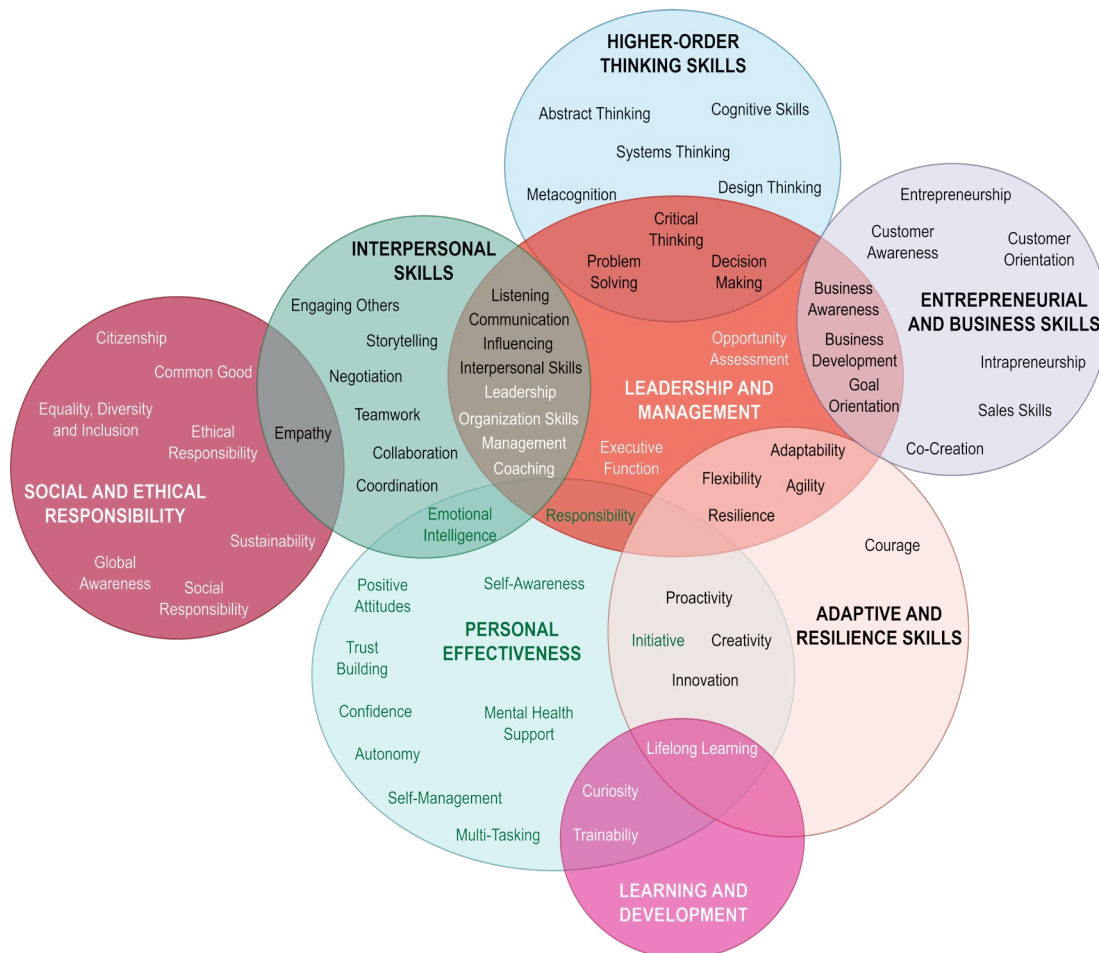 HIGHER-ORDER
THINKING SKILLS
Abstract Thinking
Cognitive Skills
Systems Thinking
Metacognition
Design Thinking
Critical
Thinking
Problem
Solving
Decision
Making
INTERPERSONAL
SKILLS
Engaging Others
Storytelling
Negotiation
Teamwork
Collaboration
Coordination
Emotional
Intelligence
Listening
Communication
Influencing
Interpersonal Skills
Leadership
Organization Skills
Management
Coaching
Opportunity
Assessment
LEADERSHIP AND
MANAGEMENT
Executive
Function
Responsibility
Entrepreneurship
Customer
Awareness
Customer
Orientation
Business
Awareness
ENTREPRENEURIAL
AND BUSINESS SKILLS
Business
Development
Goal
Orientation
Intrapreneurship
Sales Skills
Co-Creation
Citizenship
Common Good
Equality, Diversity
and Inclusion
Ethical
Responsibility
Empathy
SOCIAL AND ETHICAL
RESPONSIBILITY
Sustainability
Global
Awareness
Social
Responsibility
Adaptability
Flexibility
Agility
Resilience
Courage
ADAPTIVE AND
RESILIENCE SKILLS
Proactivity
Initiative
Creativity
Innovation
Positive
Attitudes
Self-Awareness
PERSONAL
EFFECTIVENESS
Trust
Building
Confidence
Mental Health
Support
Autonomy
Self-Management
Multi-Tasking
Lifelong Learning
Curiosity
Trainabiliy
LEARNING AND
DEVELOPMENT